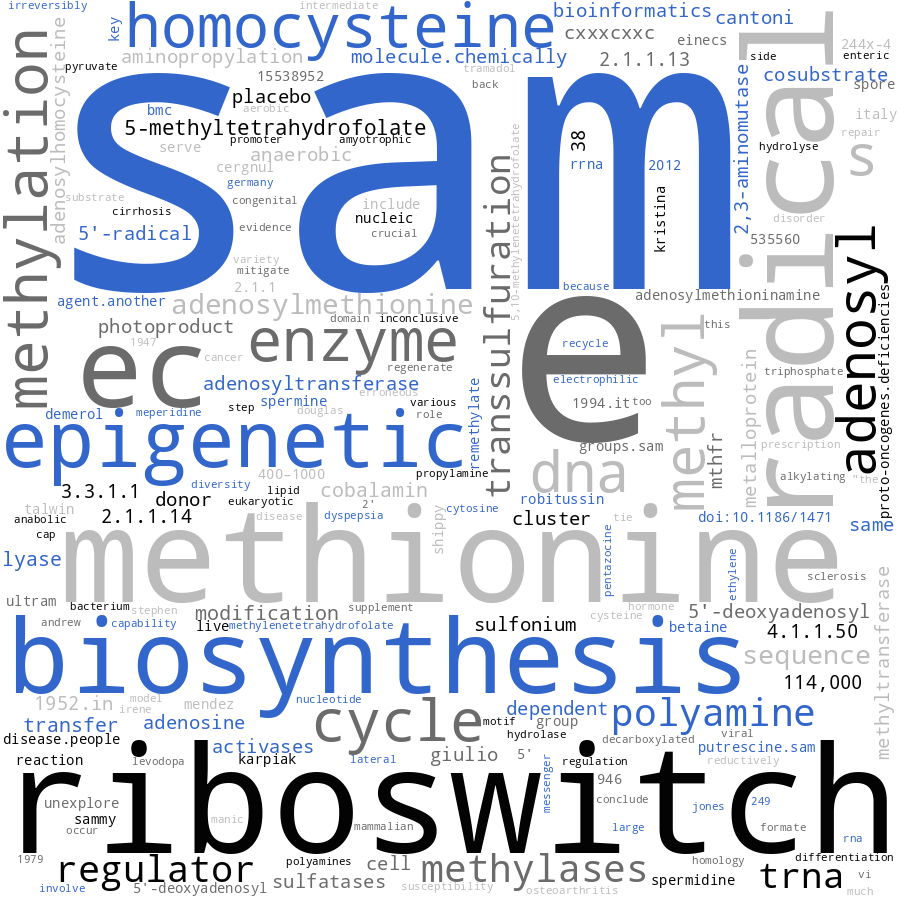 irreversibly
intermediate
key
homocysteine
bioinformatics
cantoni
cxxxcxxc
einecs
244x-4
aminopropylation
molecule.chemically
2.1.1.13
side
enteric
pyruvate
15538952
tramadol
cosubstrate
back
spore
methylation
adenosylhomocysteine
sam
placebo
bmc
aerobic
5-methyltetrahydrofolate
promoter
amyotrophic
serve
anaerobic
cergnul
germany
substrate
congenital
include
cirrhosis
nucleic
5'-radical
evidence
crucial
variety
mitigate
2.1.1
38
rrna
2012
kristina
2,3-aminomutase
radical
italy
repair
hydrolyse
s
disorder
535560
adenosyl
because
agent.another
adenosylmethionine
adenosylmethioninamine
transsulfuration
5,10-methylenetetrahydrofolate
domain
inconclusive
photoproduct
1947
ec
enzyme
cancer
regenerate
e
recycle
methyl
this
adenosyltransferase
erroneous
electrophilic
triphosphate
metalloprotein
proto-oncogenes.deficiencies
spermine
step
douglas
various
role
1994.it
too
demerol
meperidine
epigenetic
remethylate
groups.sam
mthfr
prescription
dna
propylamine
400–1000
diversity
alkylating
"the
3.3.1.1
donor
lipid
cobalamin
eukaryotic
2'
robitussin
talwin
2.1.1.14
disease
dyspepsia
cytosine
cluster
tie
doi:10.1186/1471
same
anabolic
cap
shippy
lyase
methionine
pentazocine
ethylene
sclerosis
ultram
bacterium
stephen
modification
supplement
hormone
cysteine
5'-deoxyadenosyl
methyltransferase
andrew
capability
live
methylenetetrahydrofolate
sulfonium
betaine
4.1.1.50
biosynthesis
sequence
114,000
1952.in
model
irene
mendez
nucleotide
dependent
polyamine
transfer
adenosine
cycle
motif
group
hydrolase
disease.people
activases
decarboxylated
viral
putrescine.sam
reaction
levodopa
karpiak
lateral
giulio
5'
regulation
reductively
messenger
946
riboswitch
unexplore
sammy
occur
manic
mammalian
conclude
large
jones
249
formate
rna
1979
regulator
polyamines
cell
methylases
homology
differentiation
involve
5'-deoxyadenosyl
sulfatases
susceptibility
osteoarthritis
spermidine
trna
vi
much